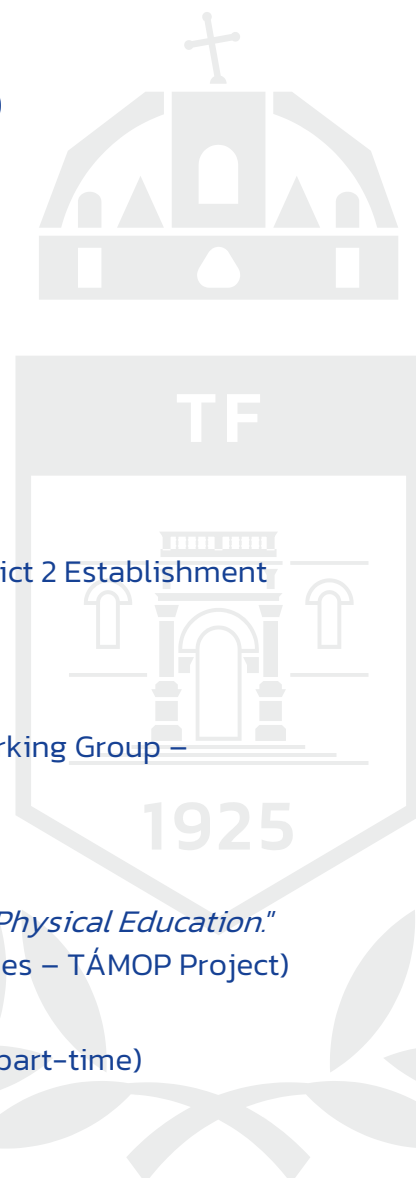 )
TF
ict 2 Establishment
rking Group –
1925
Physical Education."
es – TÁMOP Project)
part-time)